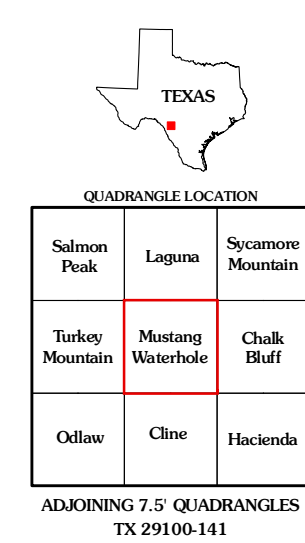 TEXAS
QUADRANGLE LOCATION
Salmon
Peak
Laguna
Sycamore
Mountain
Turkey
Mountain
Mustang
Waterhole
Chalk
Bluff
Odlaw
Cline
Hacienda
ADJOINING 7.5' QUADRANGLES
TX 29100-141